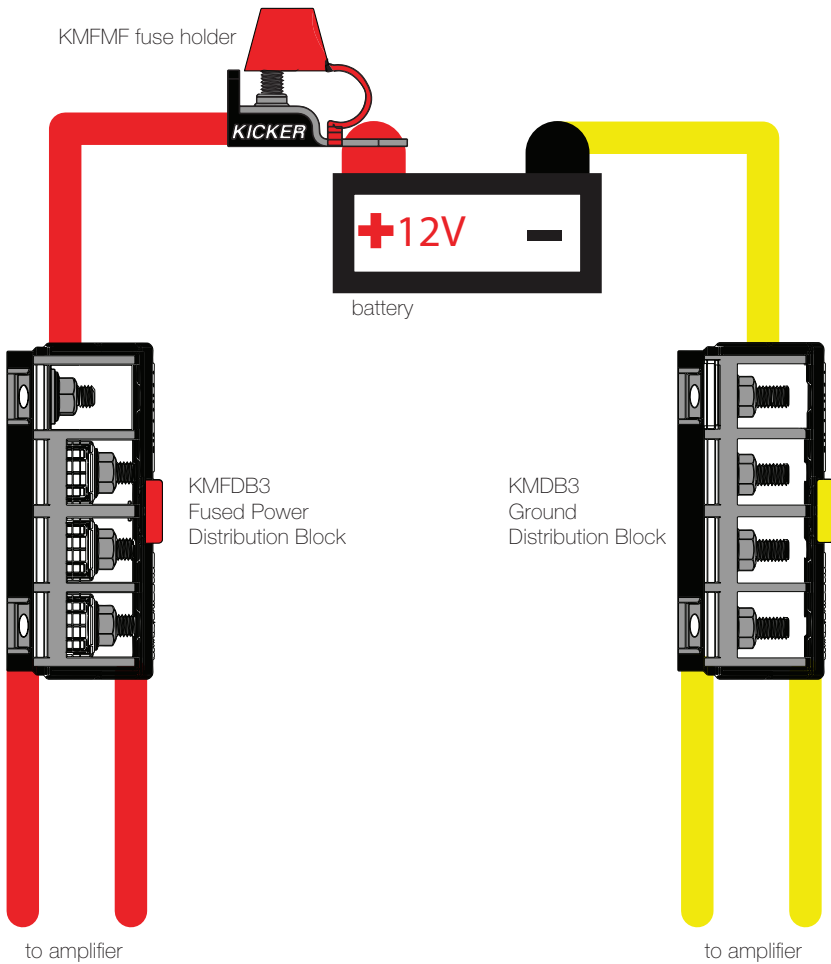 KMFMF fuse holder
KICKER
+12V -
battery
KMFDB3
Fused Power
Distribution Block
KMDB3
Ground
Distribution Block
to amplifier
to amplifier